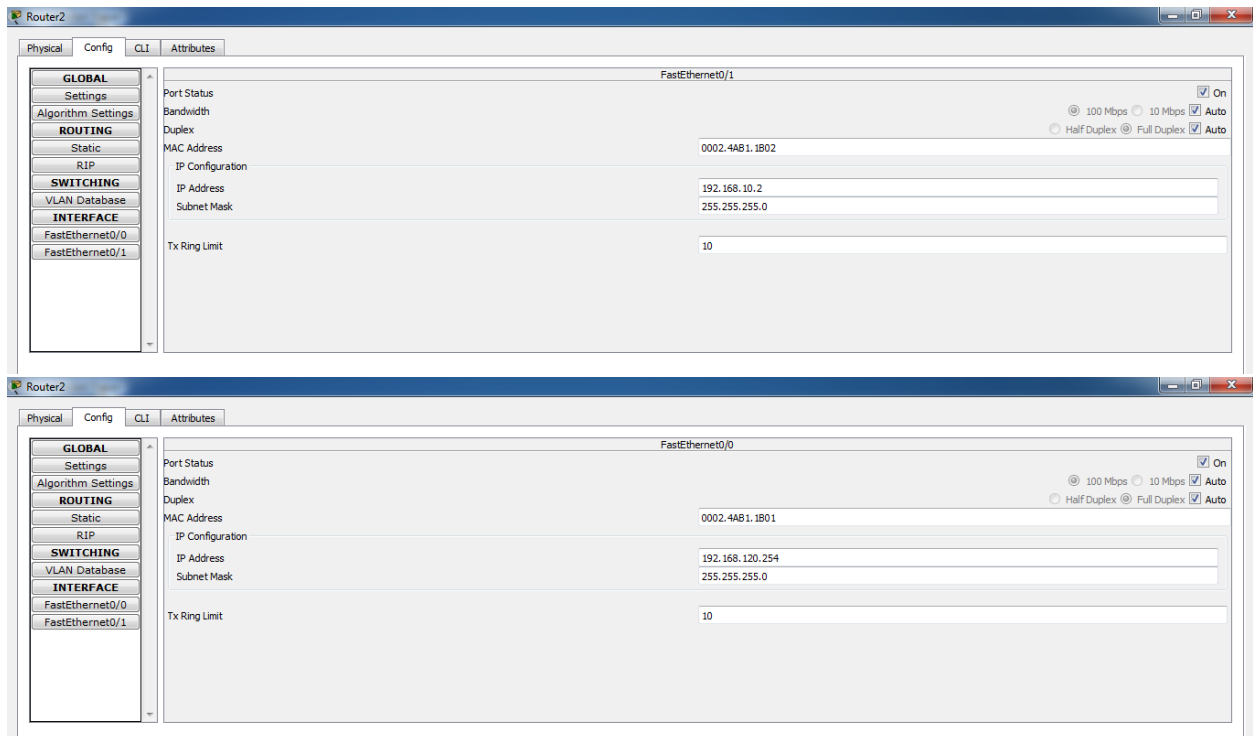 Router2
Physical Config CLI Attributes
GLOBAL
Settings
Algorithm Settings
ROUTING
Static
RIP
SWITCHING
VLAN Database
INTERFACE
FastEthernet0/0
FastEthernet0/1
FastEthernet0/1
Port Status On
Bandwidth 100 Mbps 10 Mbps Auto
Duplex Half Duplex Full Duplex Auto
MAC Address 0002.4AB1.1B02
IP Configuration
IP Address 192.168.10.2
Subnet Mask 255.255.255.0
Tx Ring Limit 10
Router2
Physical Config CLI Attributes
GLOBAL
Settings
Algorithm Settings
ROUTING
Static
RIP
SWITCHING
VLAN Database
INTERFACE
FastEthernet0/0
FastEthernet0/1
FastEthernet0/0
Port Status On
Bandwidth 100 Mbps 10 Mbps Auto
Duplex Half Duplex Full Duplex Auto
MAC Address 0002.4AB1.1B01
IP Configuration
IP Address 192.168.120.254
Subnet Mask 255.255.255.0
Tx Ring Limit 10